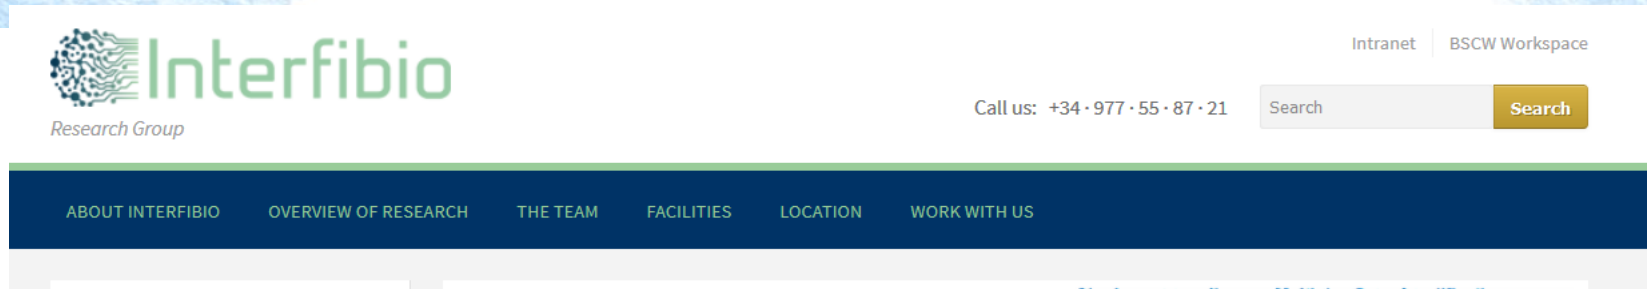 Interfibio
Research Group
Intranet
BSCW Workspace
Call us: +34 · 977 · 55 · 87 · 21
Search
Search
ABOUT INTERFIBIO
OVERVIEW OF RESEARCH
THE TEAM
FACILITIES
LOCATION
WORK WITH US